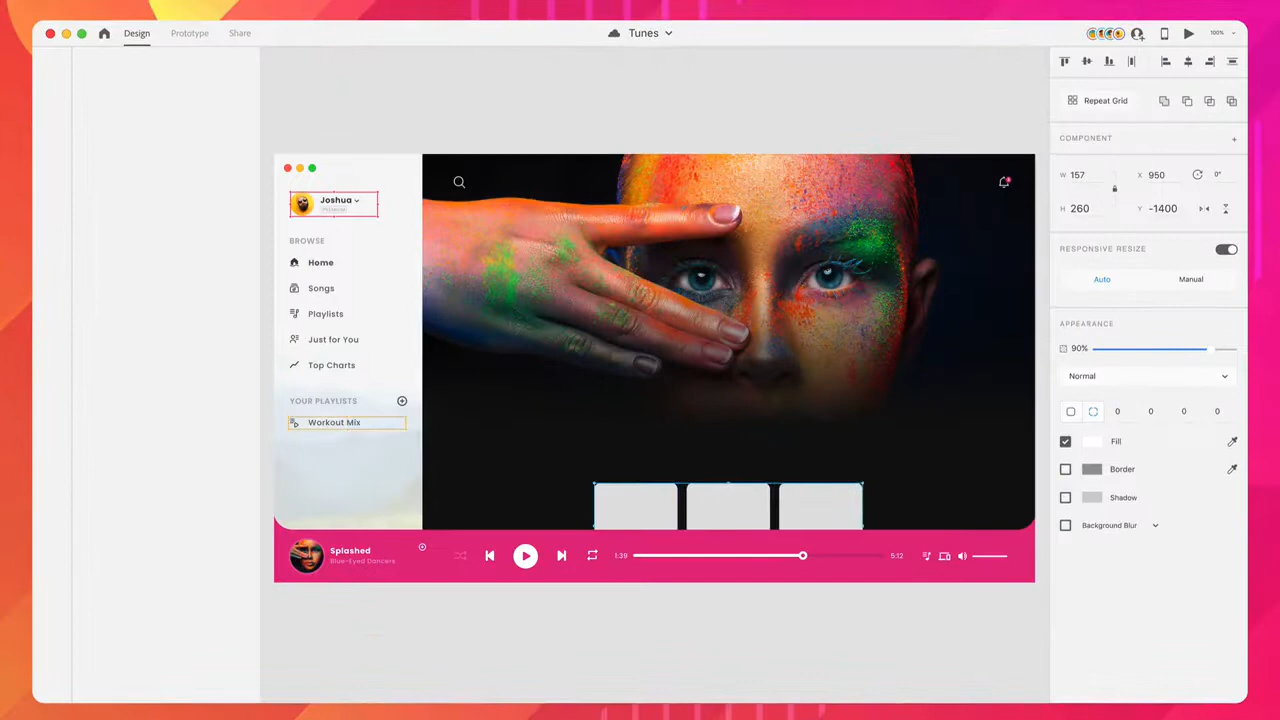 Design Prototype Share Tunes 100%
Repeat Grid
COMPONENT +
W 157 X 950 0°
H 260 Y -1400
RESPONSIVE RESIZE
Auto Manual
APPEARANCE
90%
Normal
0 0 0 0
Fill
Border
Shadow
Background Blur
Joshua
BROWSE
Home
Songs
Playlists
Just for You
Top Charts
YOUR PLAYLISTS
Workout Mix
Splashed
Blue-Eyed Dancers
1:39 5:12